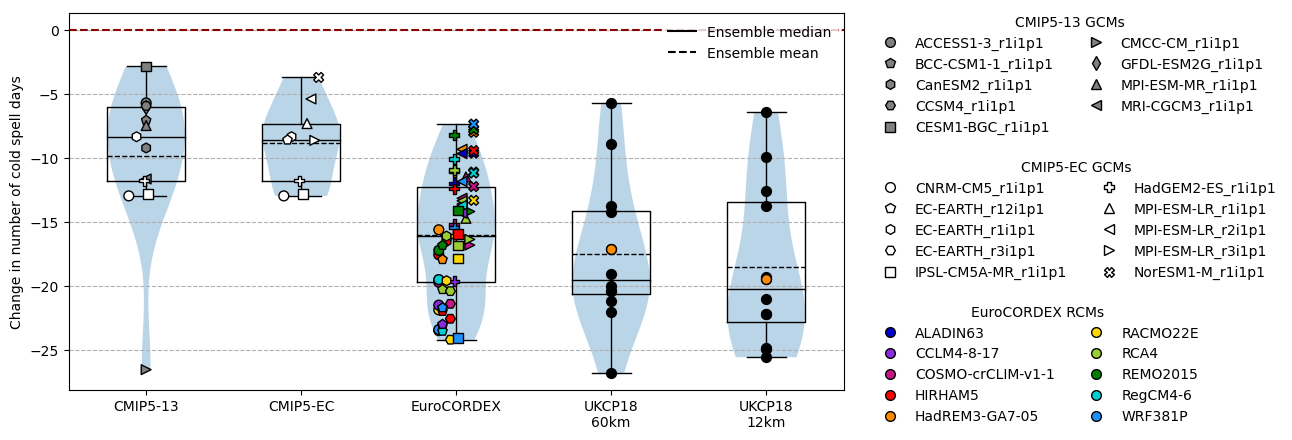 Change in number of cold spell days
0
−5
−10
−15
−20
−25
Ensemble median
Ensemble mean
CMIP5-13
CMIP5-EC
EuroCORDEX
UKCP18
60km
UKCP18
12km
CMIP5-13 GCMs
ACCESS1-3_r1i1p1
BCC-CSM1-1_r1i1p1
CanESM2_r1i1p1
CCSM4_r1i1p1
CESM1-BGC_r1i1p1
CMCC-CM_r1i1p1
GFDL-ESM2G_r1i1p1
MPI-ESM-MR_r1i1p1
MRI-CGCM3_r1i1p1
CMIP5-EC GCMs
CNRM-CM5_r1i1p1
EC-EARTH_r12i1p1
EC-EARTH_r1i1p1
EC-EARTH_r3i1p1
IPSL-CM5A-MR_r1i1p1
HadGEM2-ES_r1i1p1
MPI-ESM-LR_r1i1p1
MPI-ESM-LR_r2i1p1
MPI-ESM-LR_r3i1p1
NorESM1-M_r1i1p1
EuroCORDEX RCMs
ALADIN63
CCLM4-8-17
COSMO-crCLIM-v1-1
HIRHAM5
HadREM3-GA7-05
RACMO22E
RCA4
REMO2015
RegCM4-6
WRF381P